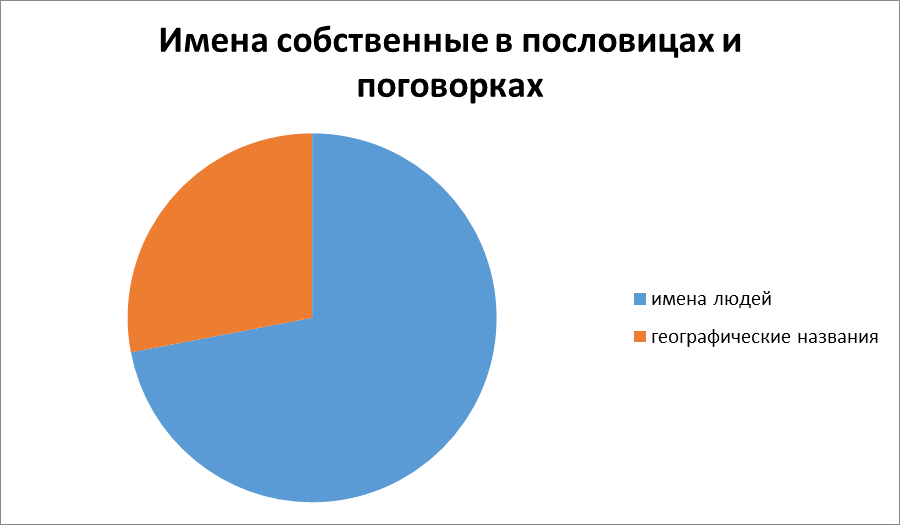 Имена собственные в пословицах и
поговорках
имена людей
географические названия